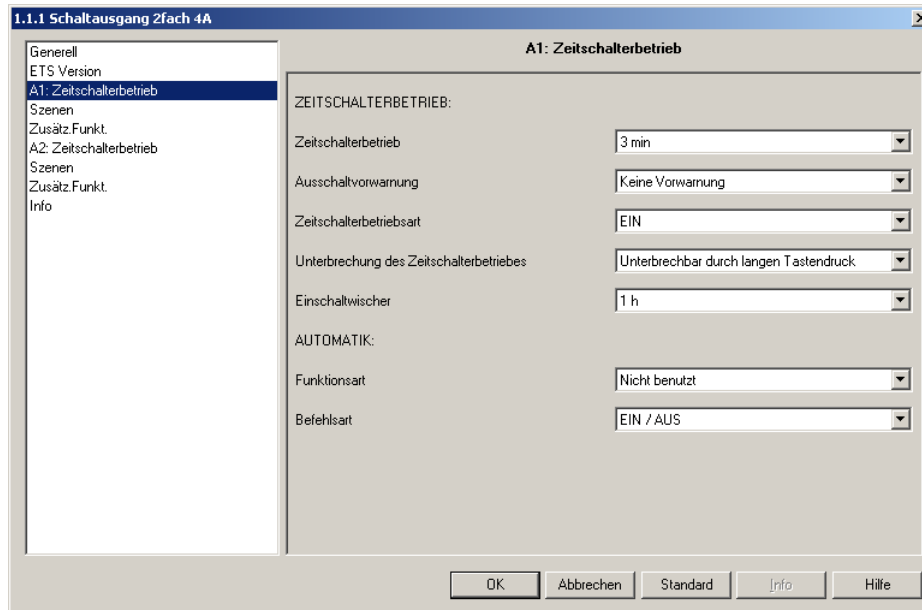 1.1.1 Schaltausgang 2fach 4A
Generell
ETS Version
A1: Zeitschalterbetrieb
Szenen
Zusätz.Funkt.
A2: Zeitschalterbetrieb
Szenen
Zusätz.Funkt.
Info
A1: Zeitschalterbetrieb
ZEITSCHALTERBETRIEB:
Zeitschalterbetrieb 3 min
Ausschaltvorwarnung Keine Vorwarnung
Zeitschalterbetriebsart EIN
Unterbrechung des Zeitschalterbetriebes Unterbrechbar durch langen Tastendruck
Einschaltwischer 1 h
AUTOMATIK:
Funktionsart Nicht benutzt
Befehlsart EIN / AUS
OK Abbrechen Standard Info Hilfe